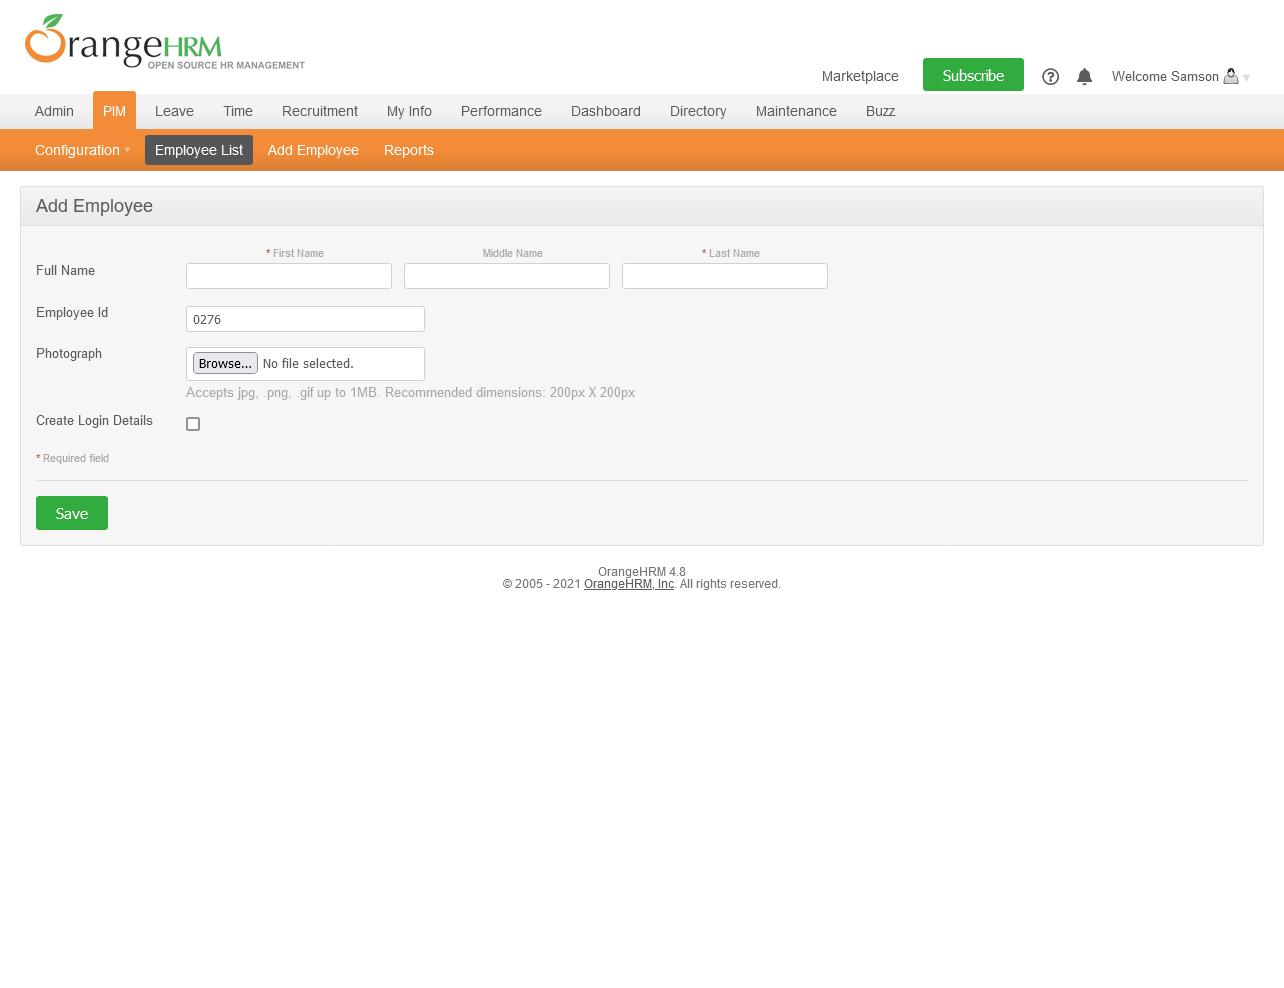 OrangeHRM
OPEN SOURCE HR MANAGEMENT
Marketplace Subscribe Welcome Samson
Admin PIM Leave Time Recruitment My Info Performance Dashboard Directory Maintenance Buzz
Configuration Employee List Add Employee Reports
Add Employee
* First Name Middle Name * Last Name
Full Name
Employee Id 0276
Photograph Browse... No file selected.
Accepts jpg, .png, .gif up to 1MB. Recommended dimensions: 200px X 200px
Create Login Details
* Required field
Save
OrangeHRM 4.8
© 2005 - 2021 OrangeHRM, Inc. All rights reserved.